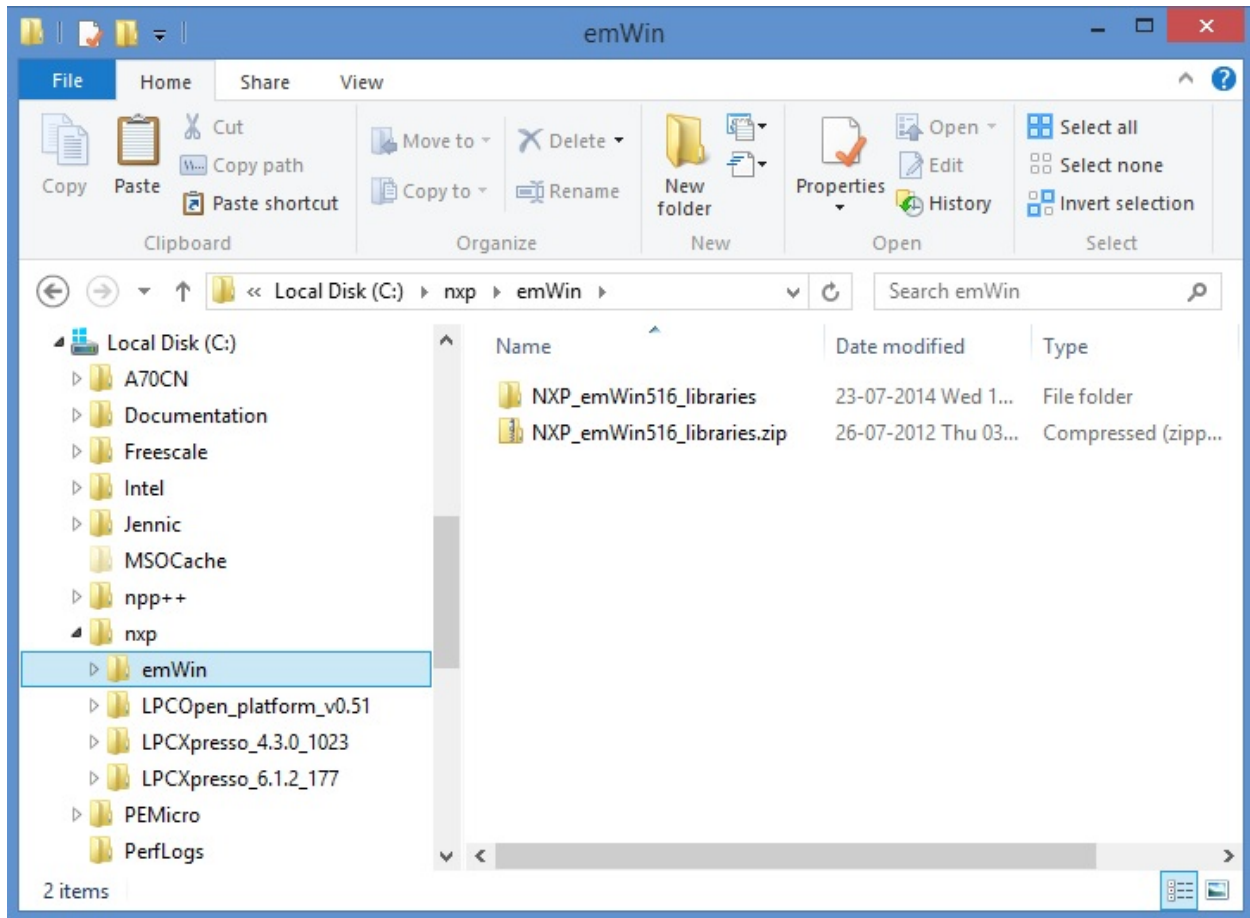 emWin
File Home Share View
Copy
Paste
Cut
Copy path
Paste shortcut
Clipboard
Move to
Copy to
Delete
Rename
Organize
New folder
New
Properties
Open
Edit
History
Open
Select all
Select none
Invert selection
Select
« Local Disk (C:) nxp emWin
Search emWin
Local Disk (C:)
A70CN
Documentation
Freescale
Intel
Jennic
MSOCache
npp++
nxp
emWin
LPCOpen_platform_v0.51
LPCXpresso_4.3.0_1023
LPCXpresso_6.1.2_177
PEMicro
PerfLogs
Name Date modified Type
NXP_emWin516_libraries 23-07-2014 Wed 1... File folder
NXP_emWin516_libraries.zip 26-07-2012 Thu 03... Compressed (zipp...
2 items